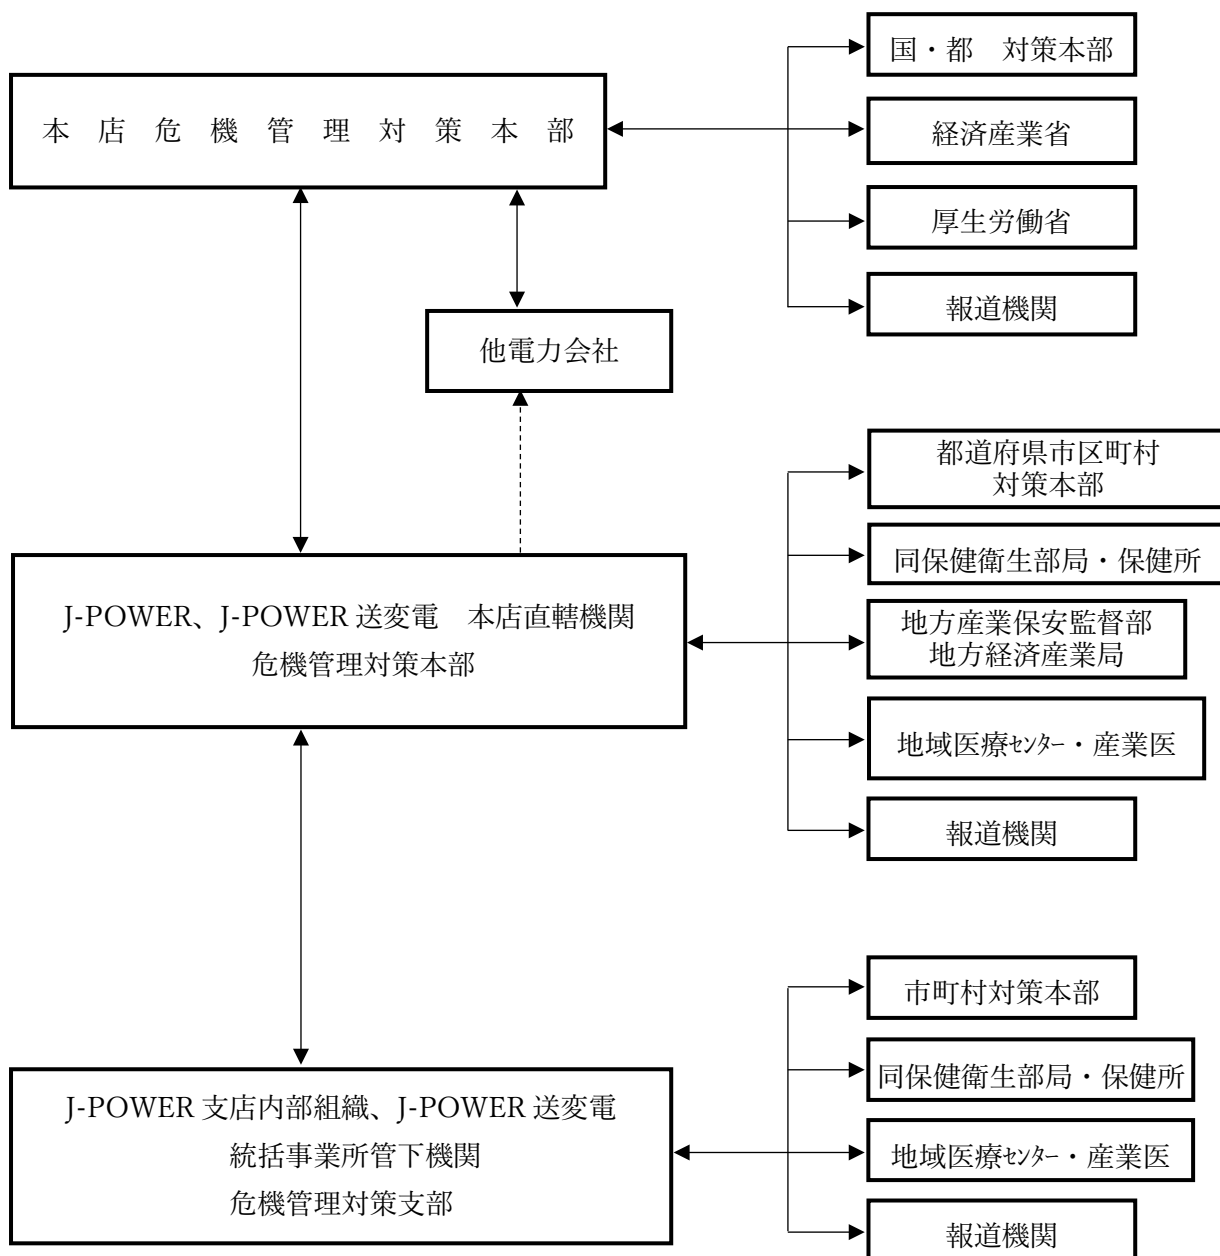 国・都　対策本部
本　店　危　機　管　理　対　策　本　部
経済産業省
厚生労働省
報道機関
他電力会社
都道府県市区町村
対策本部
同保健衛生部局・保健所
J-POWER、J-POWER 送変電　本店直轄機関
危機管理対策本部
地方産業保安監督部
地方経済産業局
地域医療ｾﾝﾀｰ・産業医
報道機関
市町村対策本部
同保健衛生部局・保健所
J-POWER 支店内部組織、J-POWER 送変電
統括事業所管下機関
危機管理対策支部
地域医療ｾﾝﾀｰ・産業医
報道機関